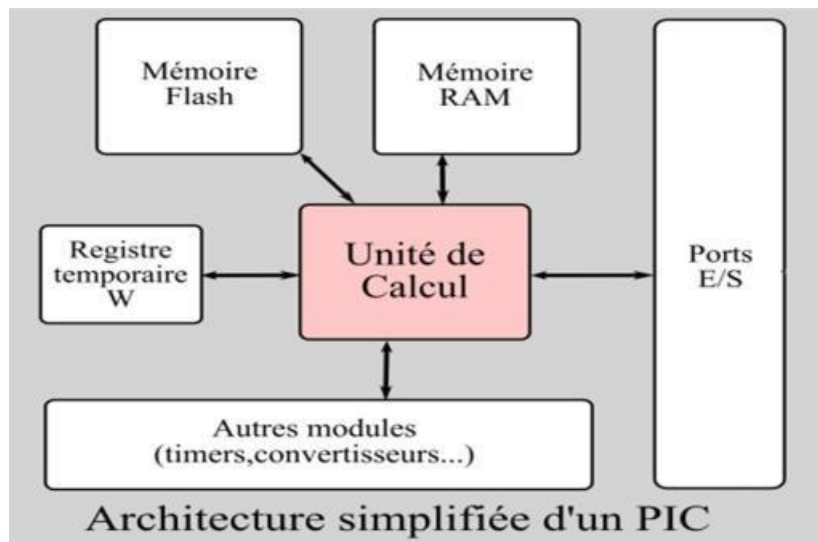 Mémoire
Flash
Mémoire
RAM
Registre
temporaire
W
Unité de
Calcul
Ports
E/S
Autres modules
(timers,convertisseurs...)
Architecture simplifiée d'un PIC